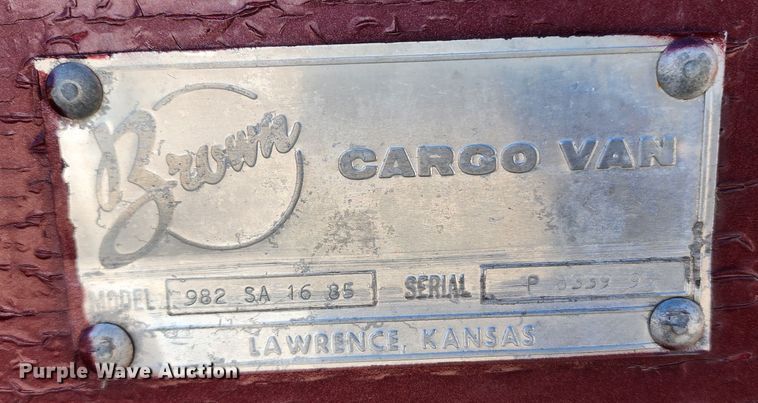 Brown
CARGO VAN
MODEL 982 SA 16 85 SERIAL P
LAWRENCE, KANSAS
Purple Wave Auction